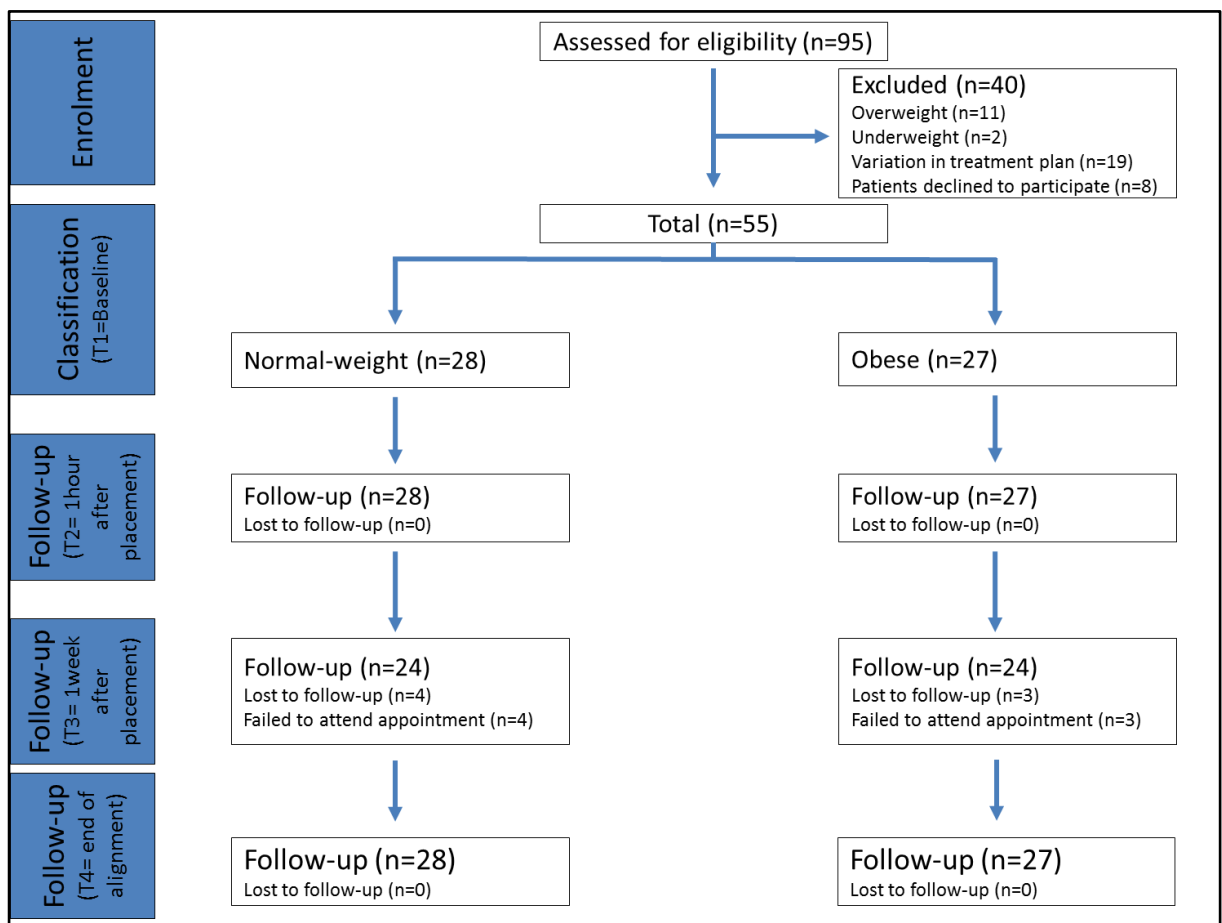 Enrolment
Assessed for eligibility (n=95)
Excluded (n=40)
Overweight (n=11)
Underweight (n=2)
Variation in treatment plan (n=19)
Patients declined to participate (n=8)
Classification
(T1=Baseline)
Total (n=55)
Normal-weight (n=28)
Obese (n=27)
Follow-up
(T2= 1hour
after
placement)
Follow-up (n=28)
Lost to follow-up (n=0)
Follow-up (n=27)
Lost to follow-up (n=0)
Follow-up
(T3= 1week
after
placement)
Follow-up (n=24)
Lost to follow-up (n=4)
Failed to attend appointment (n=4)
Follow-up (n=24)
Lost to follow-up (n=3)
Failed to attend appointment (n=3)
Follow-up
(T4= end of
alignment)
Follow-up (n=28)
Lost to follow-up (n=0)
Follow-up (n=27)
Lost to follow-up (n=0)